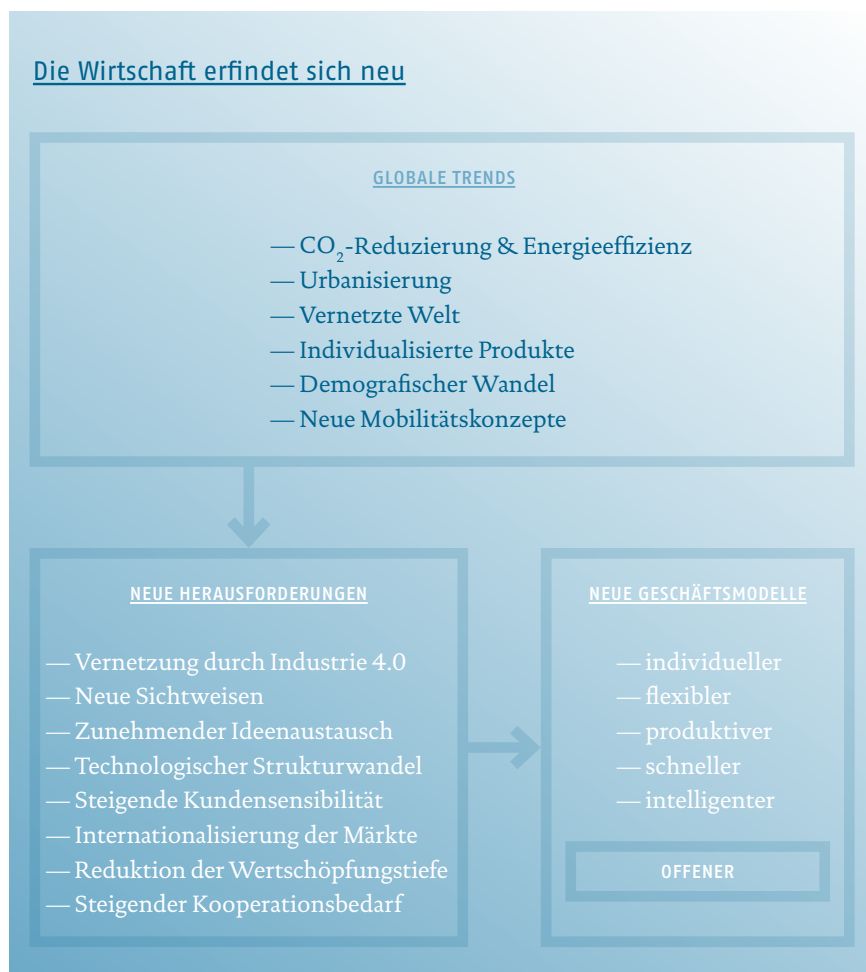 Die Wirtschaft erfindet sich neu
GLOBALE TRENDS
— CO₂-Reduzierung & Energieeffizienz
— Urbanisierung
— Vernetzte Welt
— Individualisierte Produkte
— Demografischer Wandel
— Neue Mobilitätskonzepte
NEUE HERAUSFORDERUNGEN
— Vernetzung durch Industrie 4.0
— Neue Sichtweisen
— Zunehmender Ideenaustausch
— Technologischer Strukturwandel
— Steigende Kundensensibilität
— Internationalisierung der Märkte
— Reduktion der Wertschöpfungstiefe
— Steigender Kooperationsbedarf
NEUE GESCHÄFTSMODELLE
— individueller
— flexibler
— produktiver
— schneller
— intelligenter
OFFENER